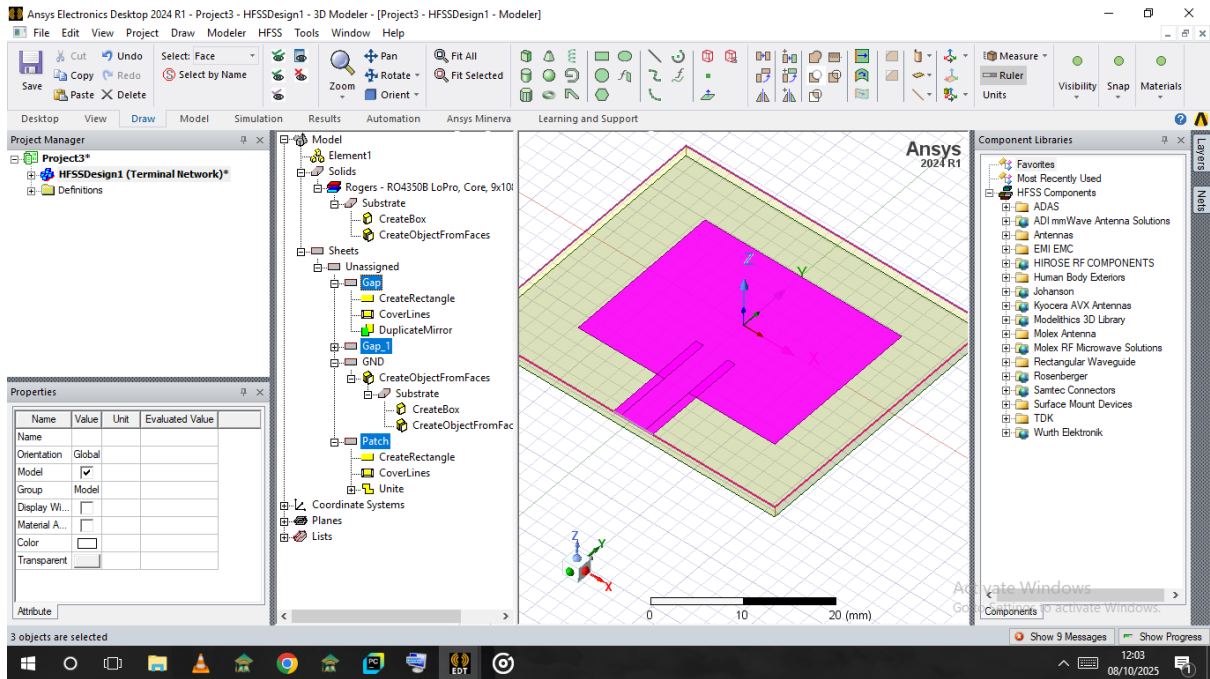 Ansys Electronics Desktop 2024 R1 - Project3 - HFSSDesign1 - 3D Modeler - [Project3 - HFSSDesign1 - Modeler]
File Edit View Project Draw Modeler HFSS Tools Window Help
Save
Cut
Copy
Paste
Undo
Redo
Delete
Select: Face
Select by Name
Zoom
Pan
Rotate
Orient
Fit All
Fit Selected
Measure
Ruler
Units
Visibility
Snap
Materials
Desktop View Draw Model Simulation Results Automation Ansys Minerva Learning and Support
Project Manager
Project3*
HFSSDesign1 (Terminal Network)*
Definitions
Properties
Name Value Unit Evaluated Value
Name
Orientation Global
Model
Group Model
Display Wi...
Material A...
Color
Transparent
Attribute
Model
Element1
Solids
Rogers - RO4350B LoPro, Core, 9x10
Substrate
CreateBox
CreateObjectFromFaces
Sheets
Unassigned
Gap
CreateRectangle
CoverLines
DuplicateMirror
Gap_1
GND
CreateObjectFromFaces
Substrate
CreateBox
CreateObjectFromFac
Patch
CreateRectangle
CoverLines
Unite
Coordinate Systems
Planes
Lists
Ansys
2024 R1
Z
Y
X
Z
Y
X
0 10 20 (mm)
Component Libraries
Favorites
Most Recently Used
HFSS Components
ADAS
ADI mmWave Antenna Solutions
Antennas
EMI EMC
HIROSE RF COMPONENTS
Human Body Exteriors
Johanson
Kyocera AVX Antennas
Modelithics 3D Library
Molex Antenna
Molex RF Microwave Solutions
Rectangular Waveguide
Rosenberger
Samtec Connectors
Surface Mount Devices
TDK
Wurth Elektronik
Components
Layers
Nets
Activate Windows
Go to Settings to activate Windows.
3 objects are selected
Show 9 Messages
Show Progress
PC
EDT
12:03
08/10/2025
1